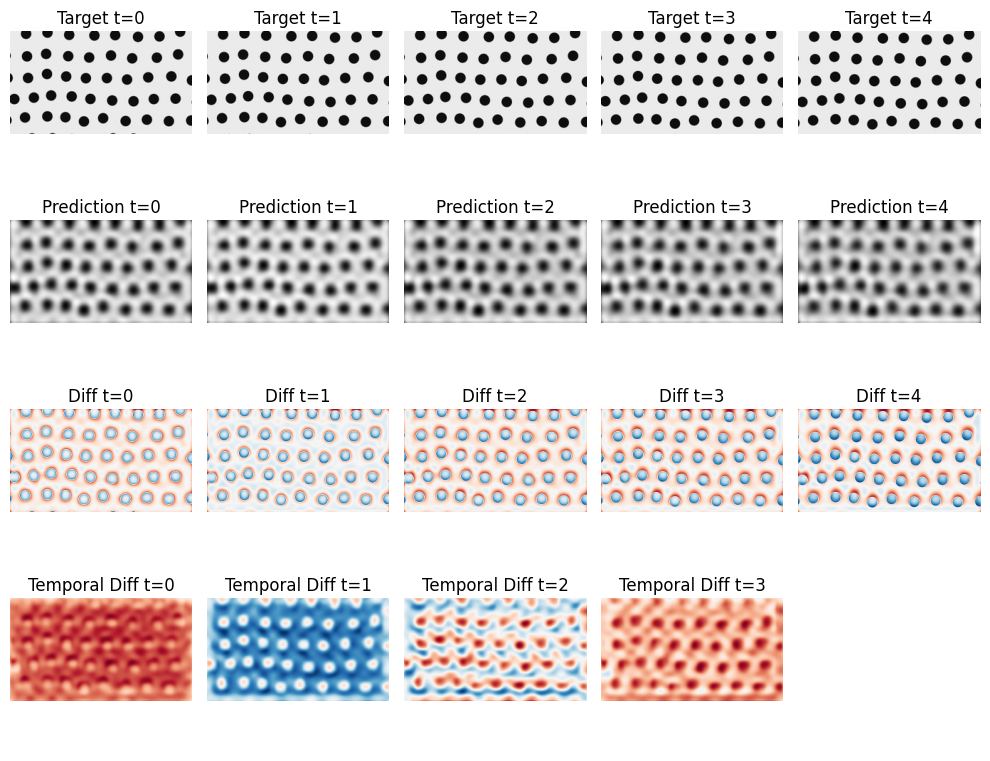 Target t=0 Target t=1 Target t=2 Target t=3 Target t=4
Prediction t=0 Prediction t=1 Prediction t=2 Prediction t=3 Prediction t=4
Diff t=0 Diff t=1 Diff t=2 Diff t=3 Diff t=4
Temporal Diff t=0 Temporal Diff t=1 Temporal Diff t=2 Temporal Diff t=3